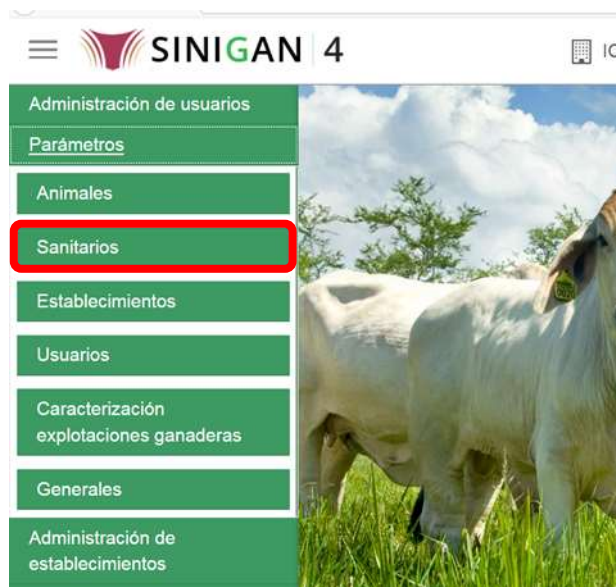 SINIGAN 4
Administración de usuarios
Parámetros
Animales
Sanitarios
Establecimientos
Usuarios
Caracterización
explotaciones ganaderas
Generales
Administración de
establecimientos